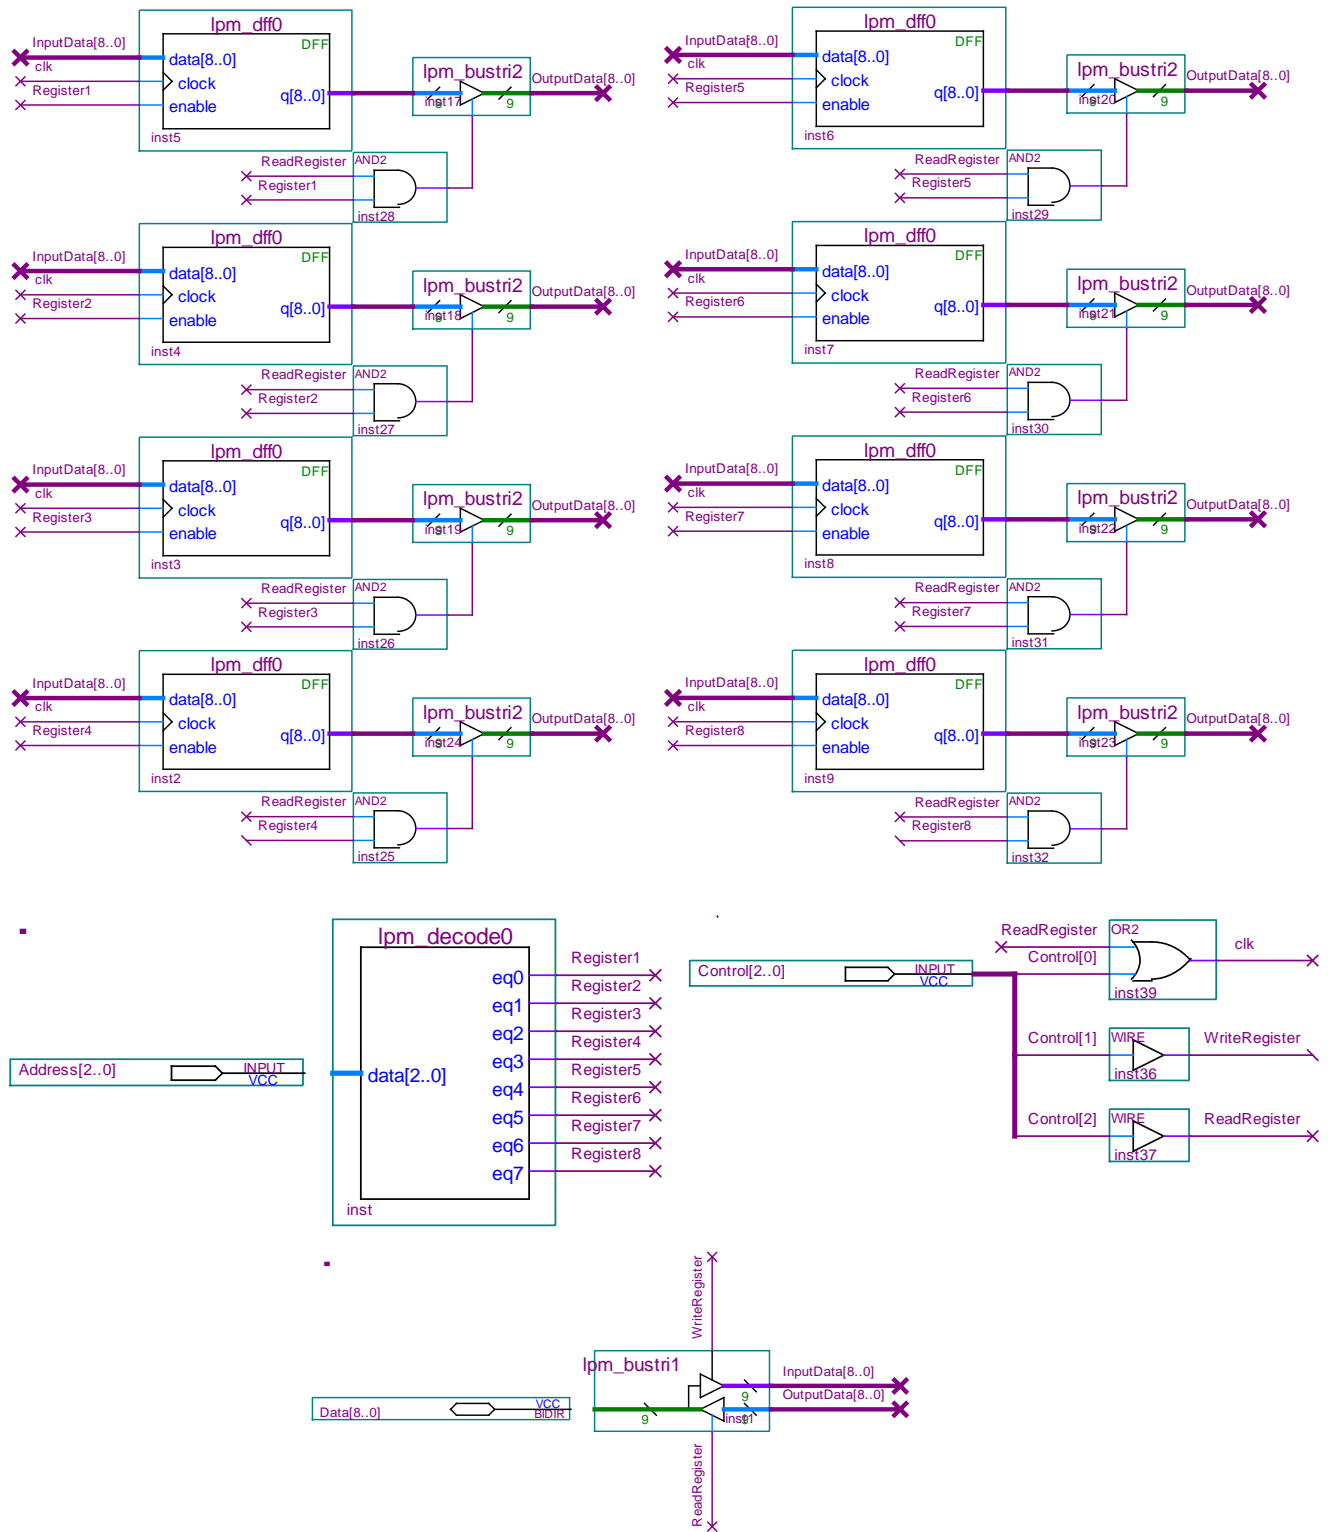 lpm_dff0
DFF
InputData[8..0]
data[8..0]
clk
clock
Register1
enable
q[8..0]
inst5
lpm_bustri2
inst17
9
9
OutputData[8..0]
ReadRegister
Register1
AND2
inst28
lpm_dff0
DFF
InputData[8..0]
data[8..0]
clk
clock
Register5
enable
q[8..0]
inst6
lpm_bustri2
inst20
9
9
OutputData[8..0]
ReadRegister
Register5
AND2
inst29
lpm_dff0
DFF
InputData[8..0]
data[8..0]
clk
clock
Register2
enable
q[8..0]
inst4
lpm_bustri2
inst18
9
9
OutputData[8..0]
ReadRegister
Register2
AND2
inst27
lpm_dff0
DFF
InputData[8..0]
data[8..0]
clk
clock
Register6
enable
q[8..0]
inst7
lpm_bustri2
inst21
9
9
OutputData[8..0]
ReadRegister
Register6
AND2
inst30
lpm_dff0
DFF
InputData[8..0]
data[8..0]
clk
clock
Register3
enable
q[8..0]
inst3
lpm_bustri2
inst19
9
9
OutputData[8..0]
ReadRegister
Register3
AND2
inst26
lpm_dff0
DFF
InputData[8..0]
data[8..0]
clk
clock
Register7
enable
q[8..0]
inst8
lpm_bustri2
inst22
9
9
OutputData[8..0]
ReadRegister
Register7
AND2
inst31
lpm_dff0
DFF
InputData[8..0]
data[8..0]
clk
clock
Register4
enable
q[8..0]
inst2
lpm_bustri2
inst24
9
9
OutputData[8..0]
ReadRegister
Register4
AND2
inst25
lpm_dff0
DFF
InputData[8..0]
data[8..0]
clk
clock
Register8
enable
q[8..0]
inst9
lpm_bustri2
inst23
9
9
OutputData[8..0]
ReadRegister
Register8
AND2
inst32
Address[2..0]
INPUT
VCC
lpm_decode0
data[2..0]
eq0
eq1
eq2
eq3
eq4
eq5
eq6
eq7
inst
Register1
Register2
Register3
Register4
Register5
Register6
Register7
Register8
Control[2..0]
INPUT
VCC
ReadRegister
Control[0]
OR2
inst39
clk
Control[1]
WIRE
inst36
WriteRegister
Control[2]
WIRE
inst37
ReadRegister
WriteRegister
lpm_bustri1
InputData[8..0]
9
OutputData[8..0]
Data[8..0]
VCC
BIDIR
9
inst1
9
ReadRegister